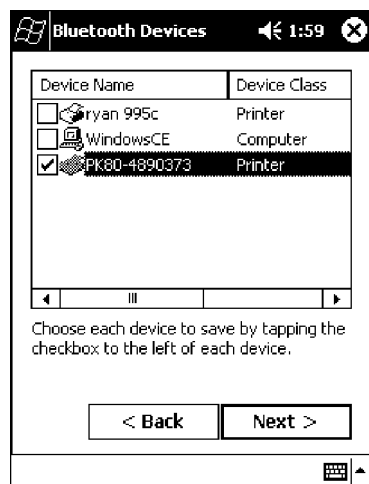 Bluetooth Devices 1:59
Device Name Device Class
ryan 995c Printer
WindowsCE Computer
PK80-4890373 Printer
Choose each device to save by tapping the
checkbox to the left of each device.
< Back Next >